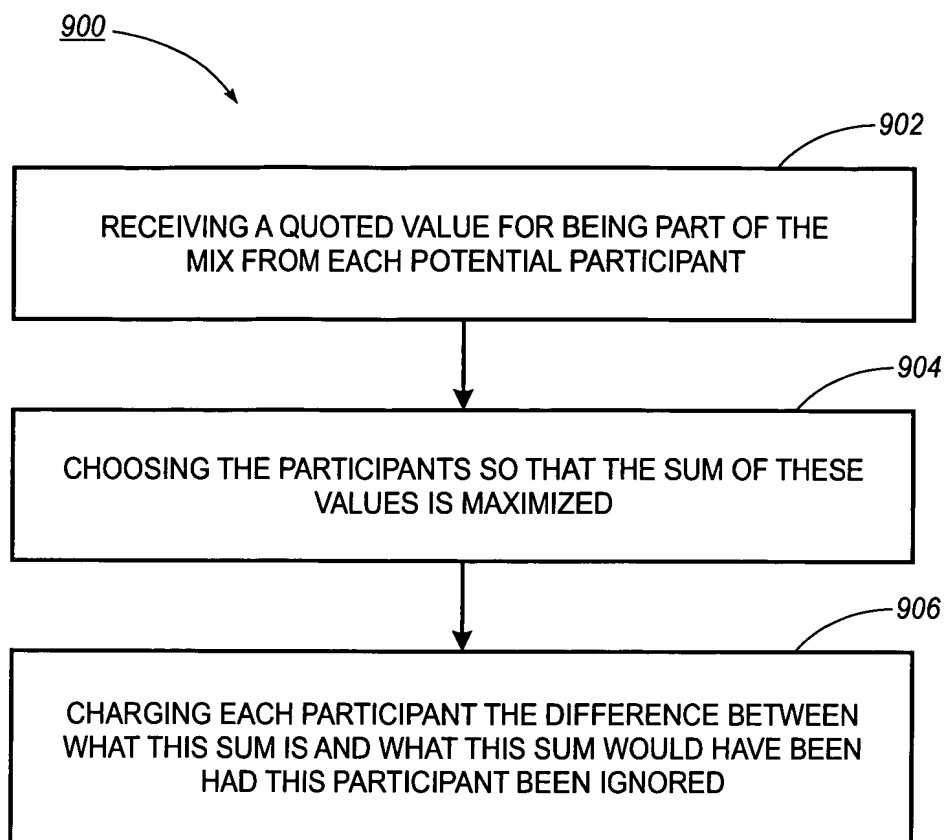 900
902
RECEIVING A QUOTED VALUE FOR BEING PART OF THE
MIX FROM EACH POTENTIAL PARTICIPANT
904
CHOOSING THE PARTICIPANTS SO THAT THE SUM OF THESE
VALUES IS MAXIMIZED
906
CHARGING EACH PARTICIPANT THE DIFFERENCE BETWEEN
WHAT THIS SUM IS AND WHAT THIS SUM WOULD HAVE BEEN
HAD THIS PARTICIPANT BEEN IGNORED